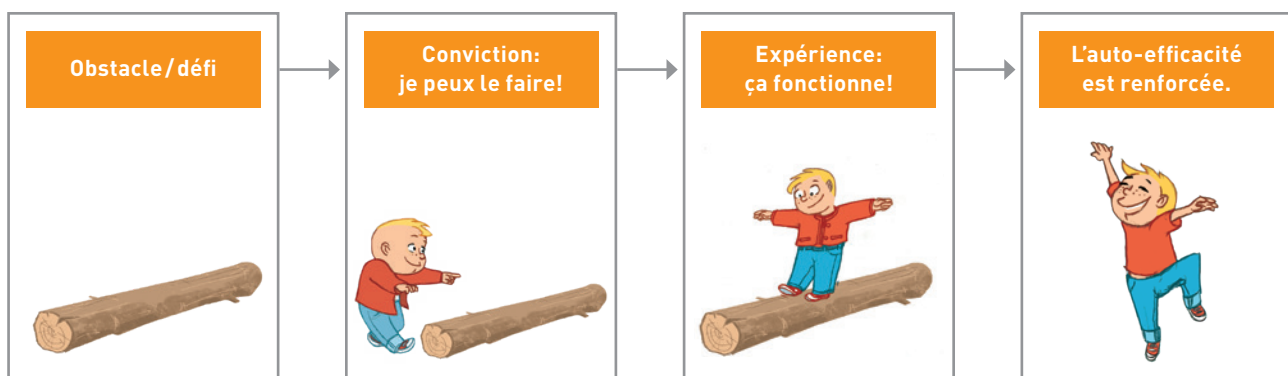 Obstacle/défi
Conviction:
je peux le faire!
Expérience:
ça fonctionne!
L’auto-efficacité
est renforcée.